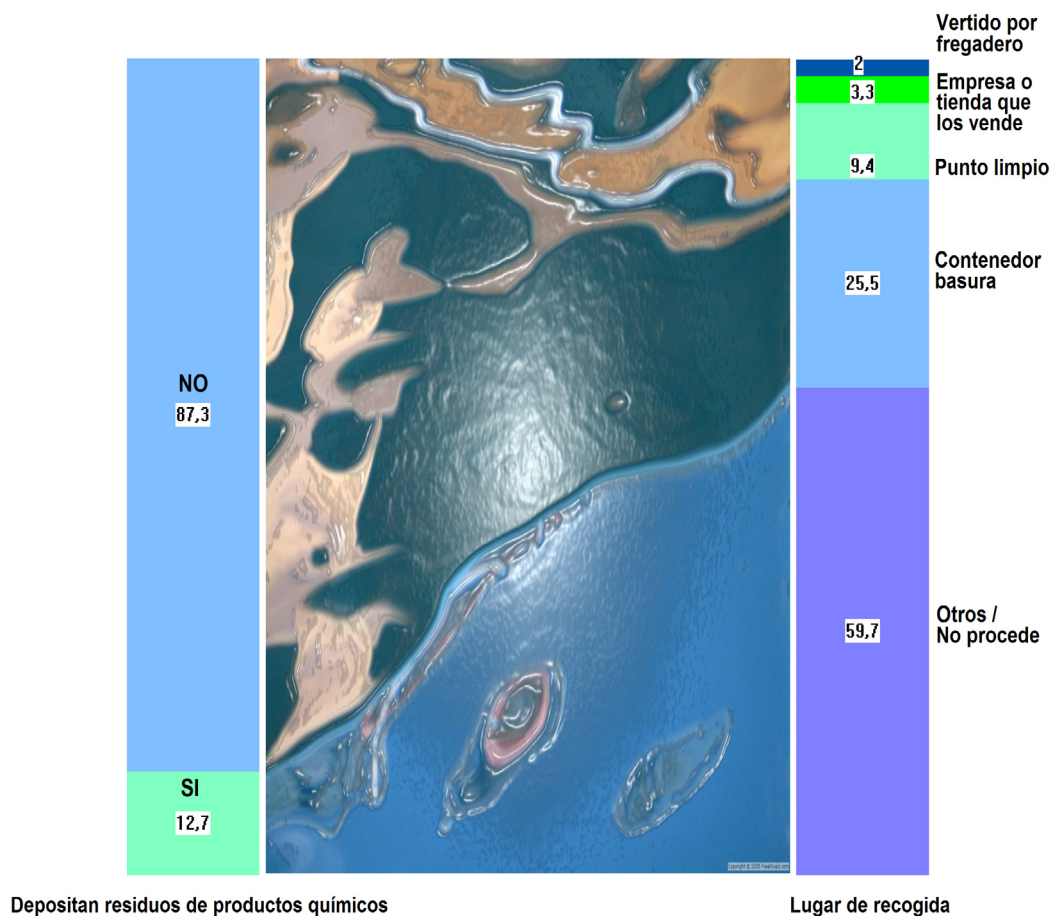 NO
87,3
SI
12,7
Depositan residuos de productos químicos
Vertido por
fregadero
2
Empresa o
tienda que
los vende
3,3
Punto limpio
9,4
Contenedor
basura
25,5
Otros /
No procede
59,7
Lugar de recogida